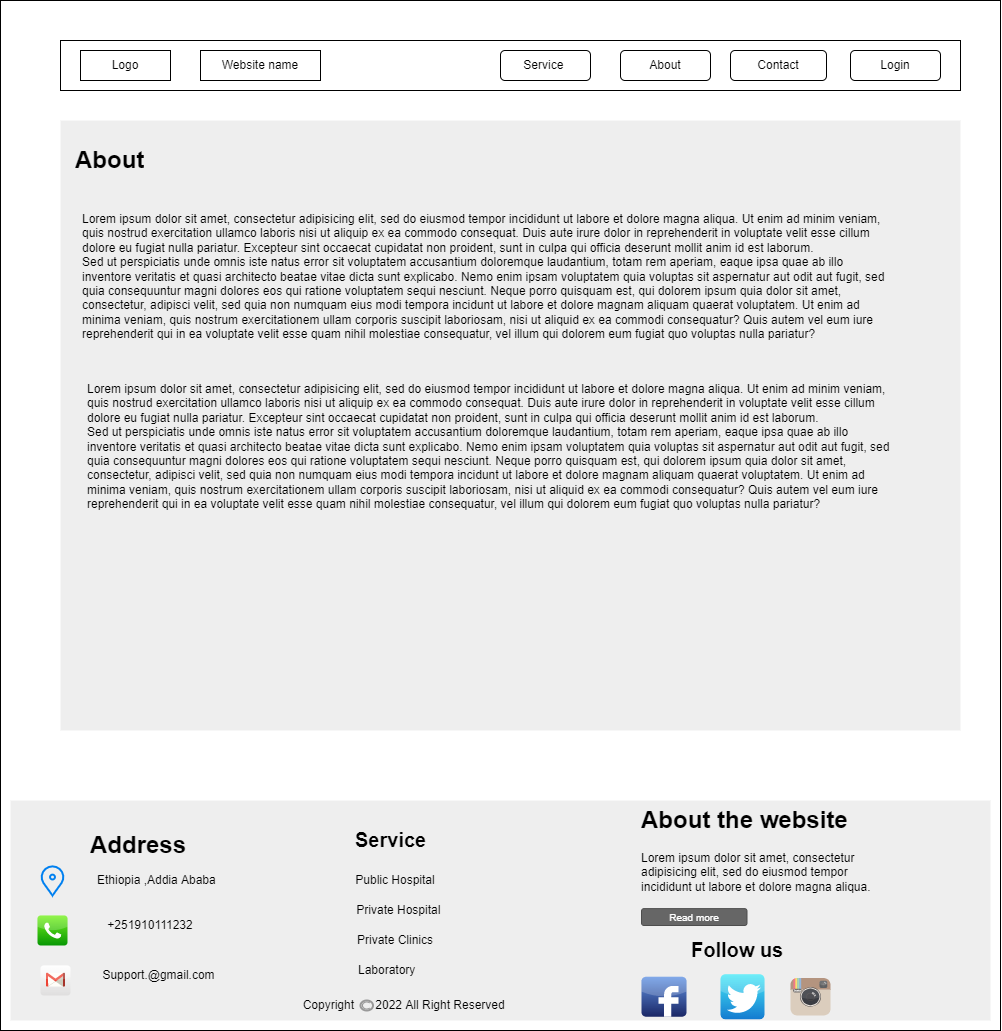 Logo
Website name
Service
About
Contact
Login
About
Lorem ipsum dolor sit amet, consectetur adipisicing elit, sed do eiusmod tempor incididunt ut labore et dolore magna aliqua. Ut enim ad minim veniam,
quis nostrud exercitation ullamco laboris nisi ut aliquip ex ea commodo consequat. Duis aute irure dolor in reprehenderit in voluptate velit esse cillum
dolore eu fugiat nulla pariatur. Excepteur sint occaecat cupidatat non proident, sunt in culpa qui officia deserunt mollit anim id est laborum.
Sed ut perspiciatis unde omnis iste natus error sit voluptatem accusantium doloremque laudantium, totam rem aperiam, eaque ipsa quae ab illo
inventore veritatis et quasi architecto beatae vitae dicta sunt explicabo. Nemo enim ipsam voluptatem quia voluptas sit aspernatur aut odit aut fugit, sed
quia consequuntur magni dolores eos qui ratione voluptatem sequi nesciunt. Neque porro quisquam est, qui dolorem ipsum quia dolor sit amet,
consectetur, adipisci velit, sed quia non numquam eius modi tempora incidunt ut labore et dolore magnam aliquam quaerat voluptatem. Ut enim ad
minima veniam, quis nostrum exercitationem ullam corporis suscipit laboriosam, nisi ut aliquid ex ea commodi consequatur? Quis autem vel eum iure
reprehenderit qui in ea voluptate velit esse quam nihil molestiae consequatur, vel illum qui dolorem eum fugiat quo voluptas nulla pariatur?
Lorem ipsum dolor sit amet, consectetur adipisicing elit, sed do eiusmod tempor incididunt ut labore et dolore magna aliqua. Ut enim ad minim veniam,
quis nostrud exercitation ullamco laboris nisi ut aliquip ex ea commodo consequat. Duis aute irure dolor in reprehenderit in voluptate velit esse cillum
dolore eu fugiat nulla pariatur. Excepteur sint occaecat cupidatat non proident, sunt in culpa qui officia deserunt mollit anim id est laborum.
Sed ut perspiciatis unde omnis iste natus error sit voluptatem accusantium doloremque laudantium, totam rem aperiam, eaque ipsa quae ab illo
inventore veritatis et quasi architecto beatae vitae dicta sunt explicabo. Nemo enim ipsam voluptatem quia voluptas sit aspernatur aut odit aut fugit, sed
quia consequuntur magni dolores eos qui ratione voluptatem sequi nesciunt. Neque porro quisquam est, qui dolorem ipsum quia dolor sit amet,
consectetur, adipisci velit, sed quia non numquam eius modi tempora incidunt ut labore et dolore magnam aliquam quaerat voluptatem. Ut enim ad
minima veniam, quis nostrum exercitationem ullam corporis suscipit laboriosam, nisi ut aliquid ex ea commodi consequatur? Quis autem vel eum iure
reprehenderit qui in ea voluptate velit esse quam nihil molestiae consequatur, vel illum qui dolorem eum fugiat quo voluptas nulla pariatur?
Address
Ethiopia ,Addia Ababa
+251910111232
Support.@gmail.com
Service
Public Hospital
Private Hospital
Private Clinics
Laboratory
About the website
Lorem ipsum dolor sit amet, consectetur
adipiscing elit, sed do eiusmod tempor
incididunt ut labore et dolore magna aliqua.
Read more
Follow us
Copyright 2022 All Right Reserved